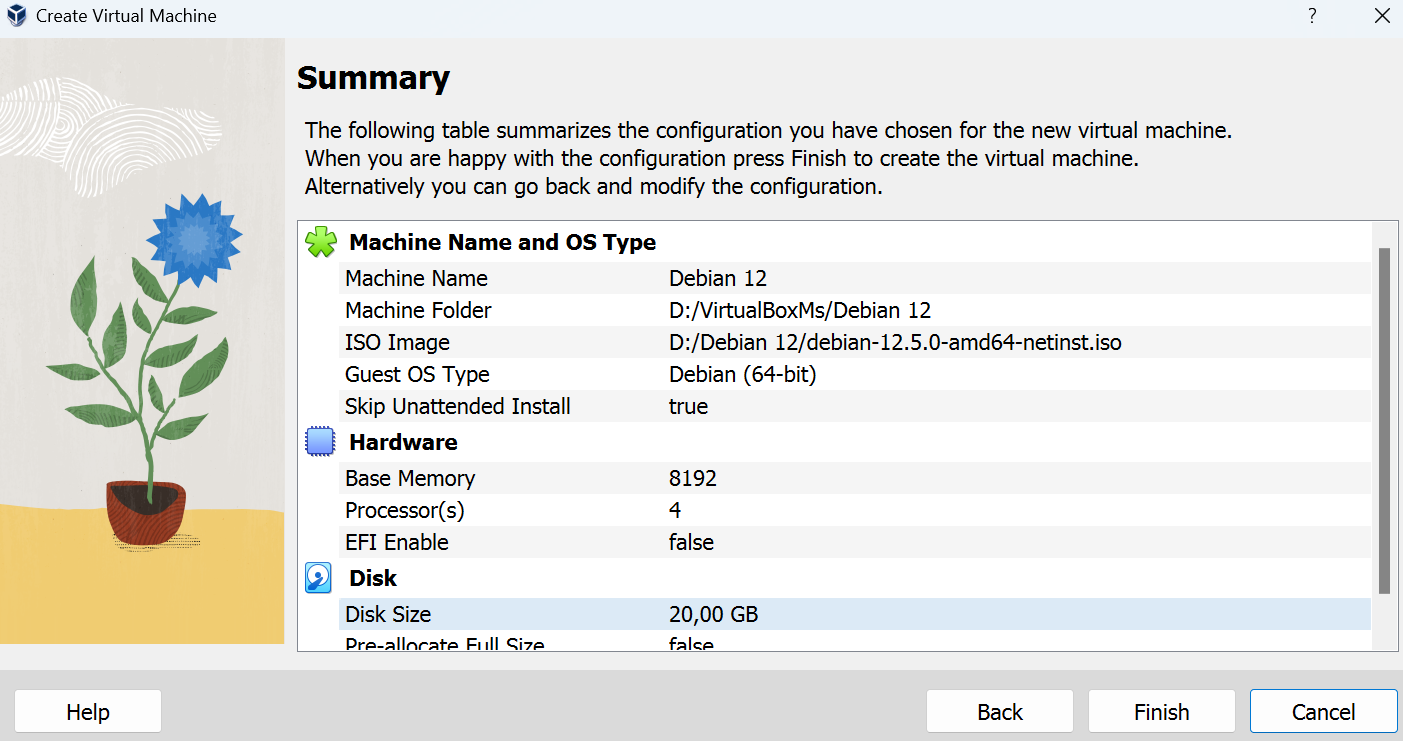 Create Virtual Machine
?
Summary
The following table summarizes the configuration you have chosen for the new virtual machine.
When you are happy with the configuration press Finish to create the virtual machine.
Alternatively you can go back and modify the configuration.
Machine Name and OS Type
Machine Name Debian 12
Machine Folder D:/VirtualBoxMs/Debian 12
ISO Image D:/Debian 12/debian-12.5.0-amd64-netinst.iso
Guest OS Type Debian (64-bit)
Skip Unattended Install true
Hardware
Base Memory 8192
Processor(s) 4
EFI Enable false
Disk
Disk Size 20,00 GB
Pre-allocate Full Size false
Help Back Finish Cancel